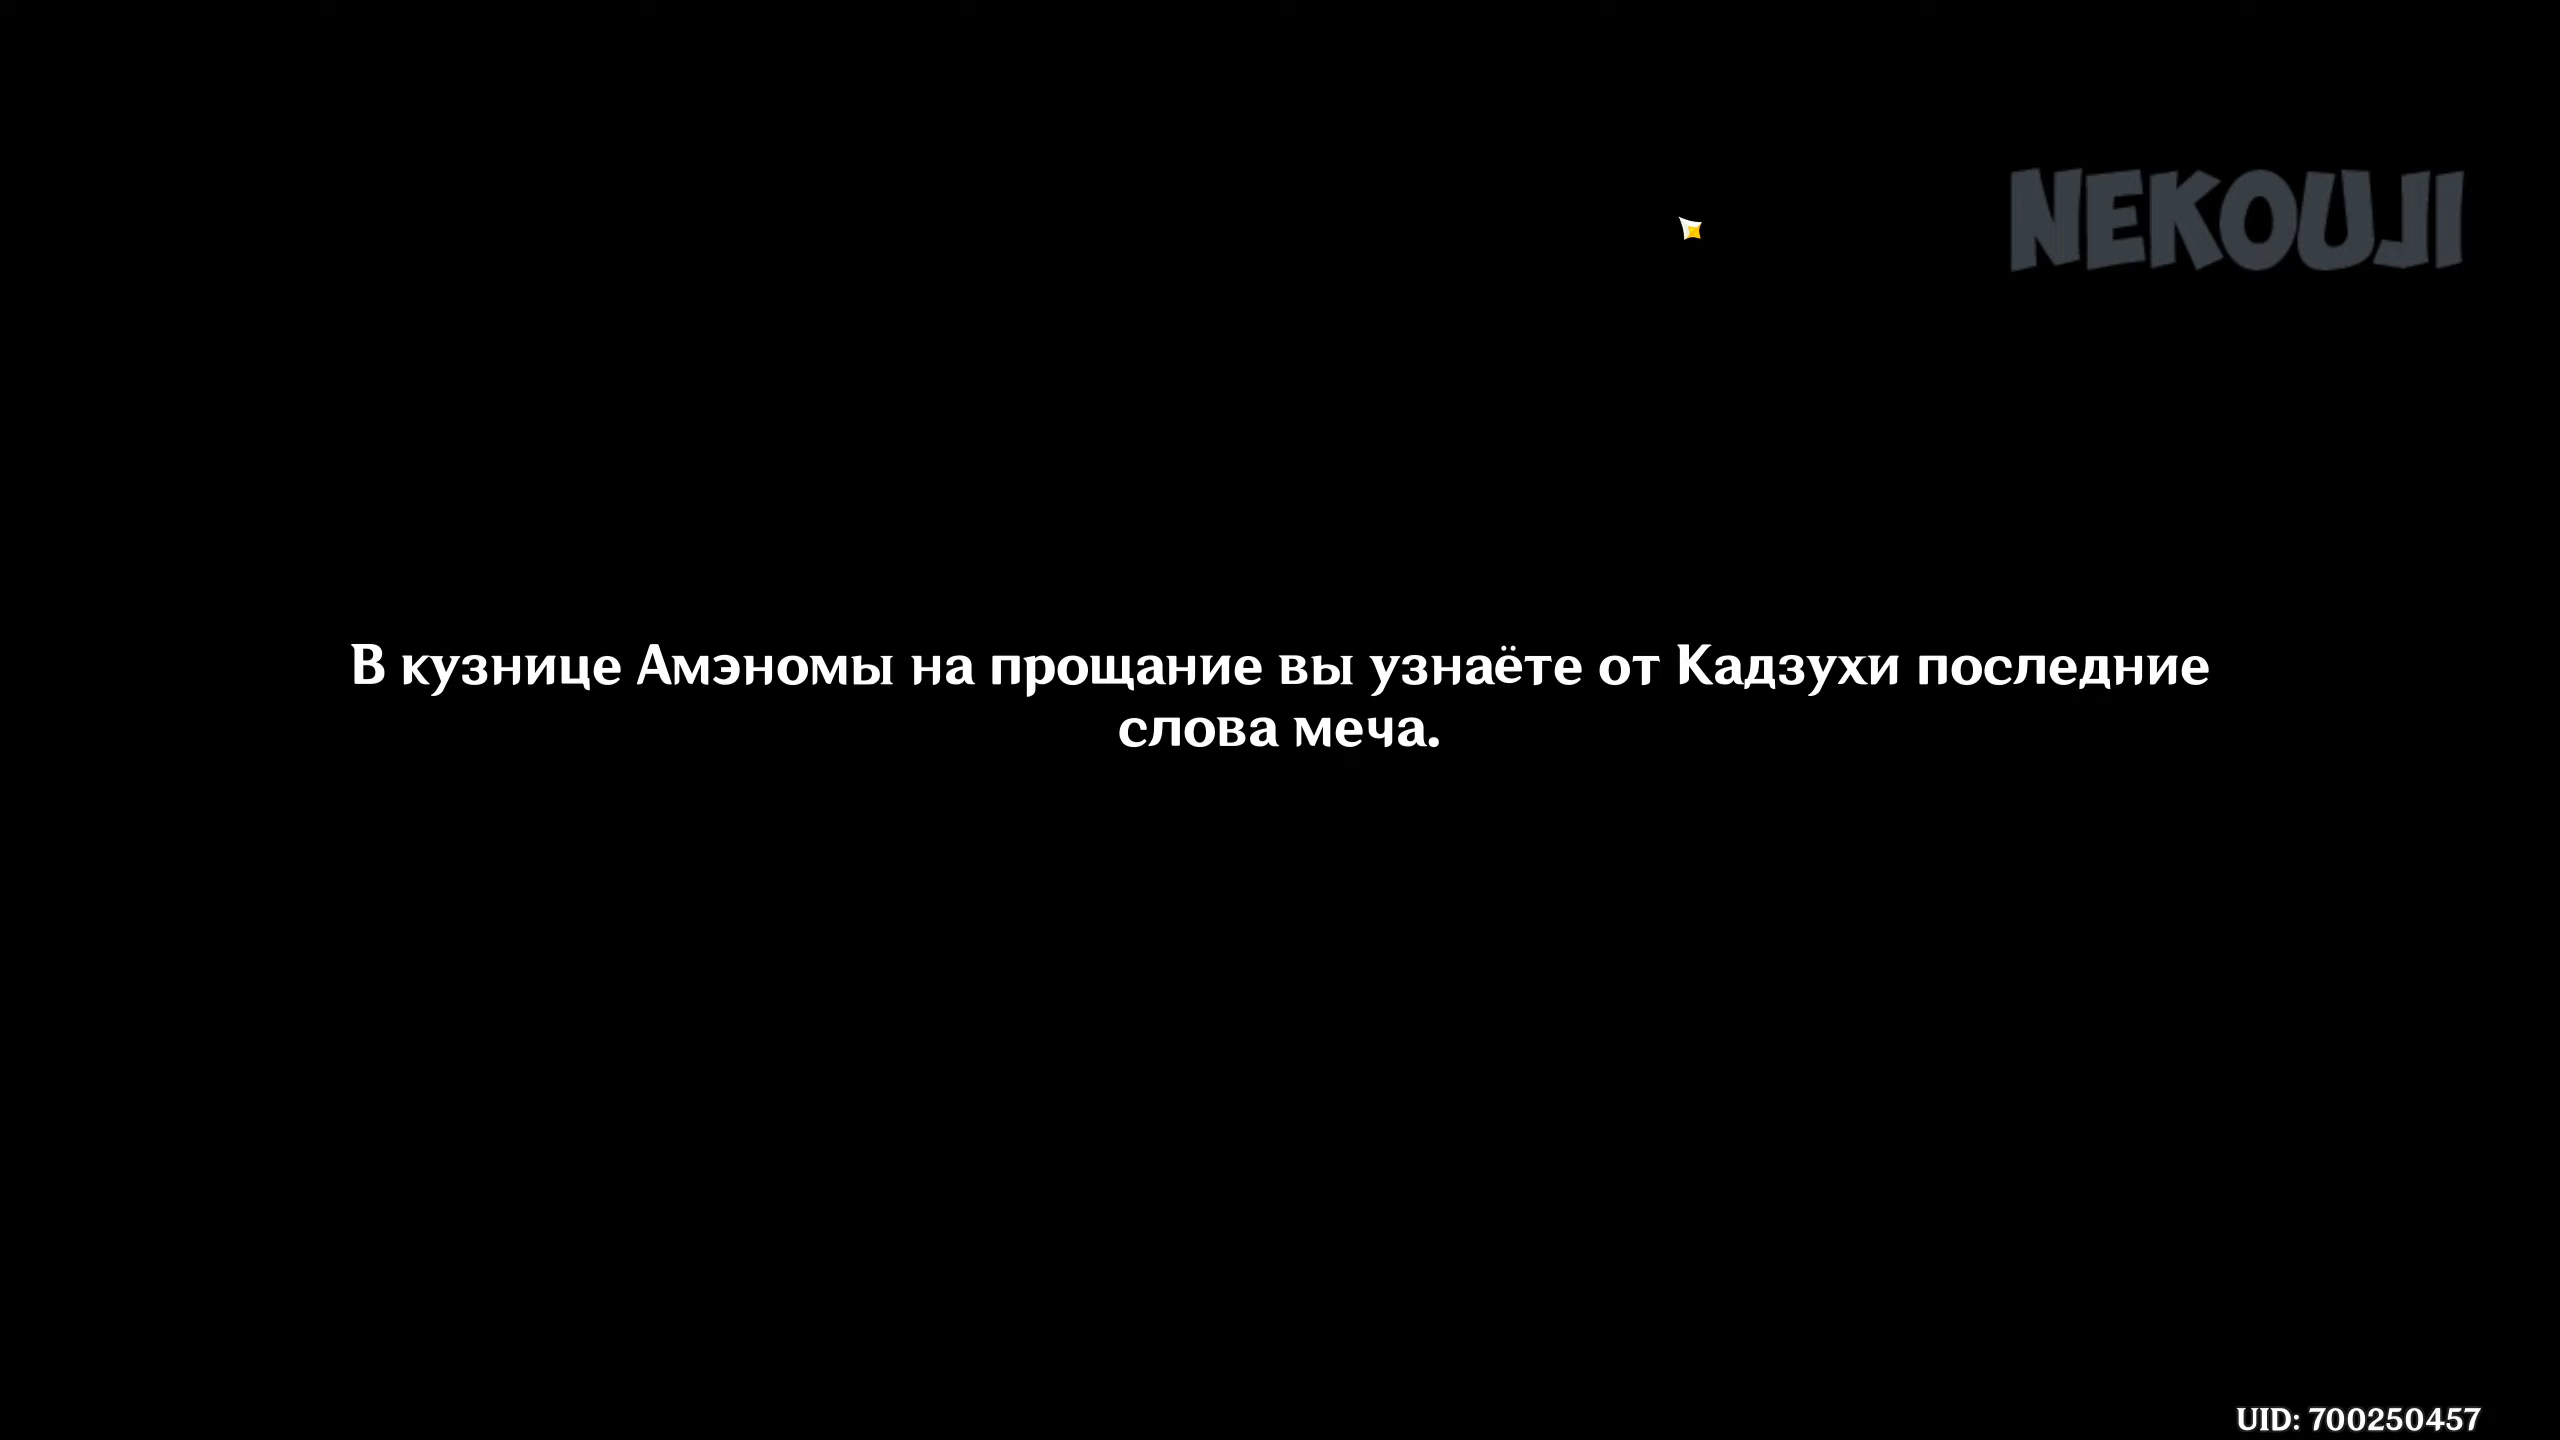 NEKOUJI
В кузнице Амэномы на прощание вы узнаёте от Кадзухи последние
слова меча.
UID: 700250457